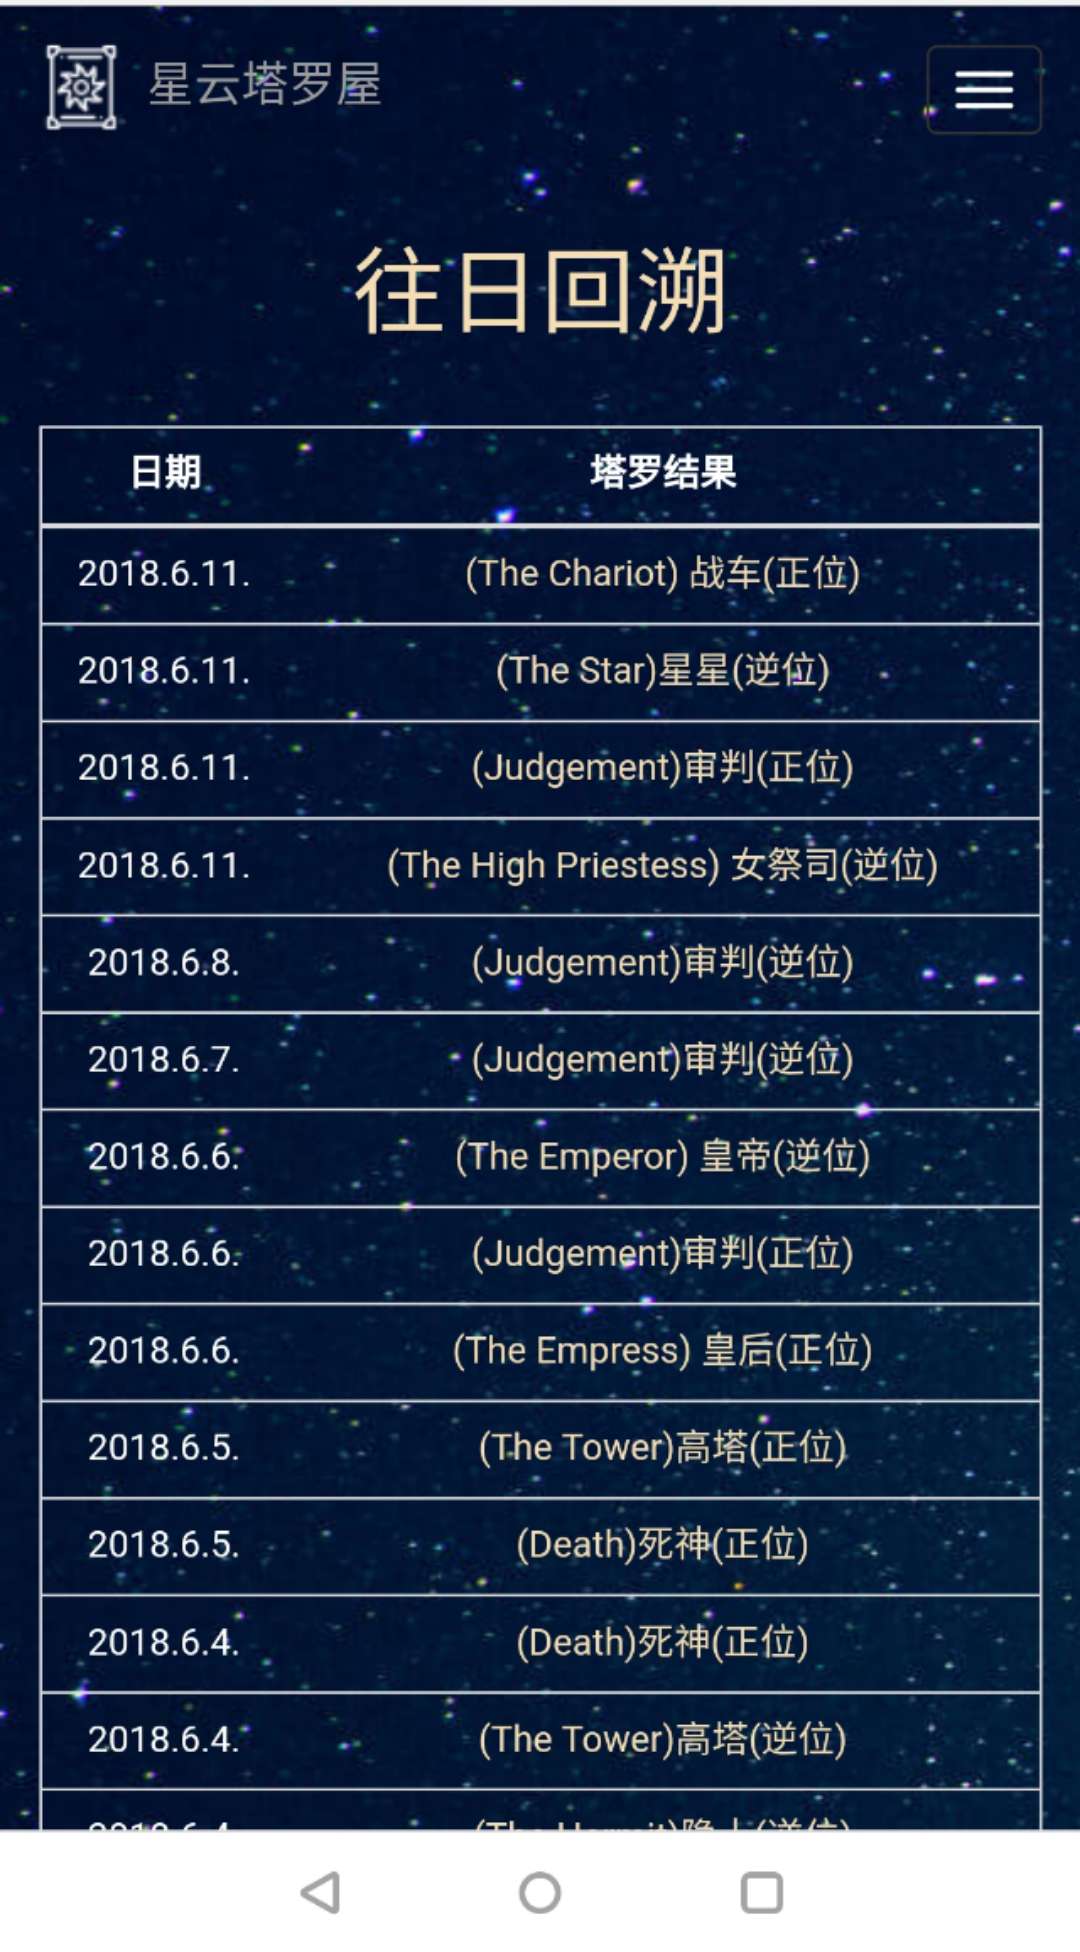 星云塔罗屋
往日回溯
日期 塔罗结果
2018.6.11. (The Chariot) 战车(正位)
2018.6.11. (The Star)星星(逆位)
2018.6.11. (Judgement)审判(正位)
2018.6.11. (The High Priestess) 女祭司(逆位)
2018.6.8. (Judgement)审判(逆位)
2018.6.7. (Judgement)审判(逆位)
2018.6.6. (The Emperor) 皇帝(逆位)
2018.6.6. (Judgement)审判(正位)
2018.6.6. (The Empress) 皇后(正位)
2018.6.5. (The Tower)高塔(正位)
2018.6.5. (Death)死神(正位)
2018.6.4. (Death)死神(正位)
2018.6.4. (The Tower)高塔(逆位)